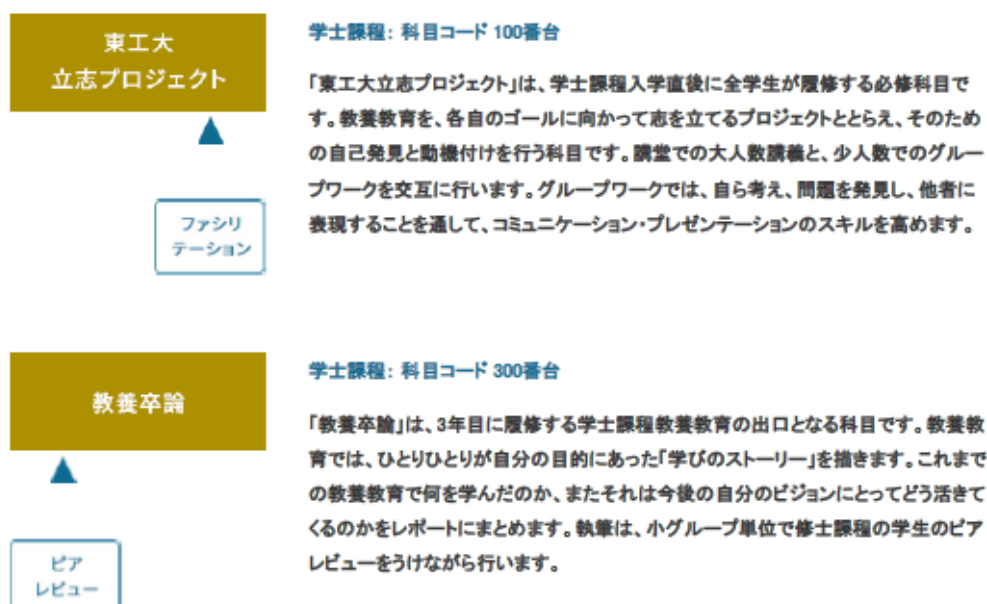 東工大
立志プロジェクト
ファシリ
テーション
学士課程: 科目コード 100番台
「東工大立志プロジェクト」は、学士課程入学直後に全学生が履修する必修科目で
す。教養教育を、各自のゴールに向かって志を立てるプロジェクトととらえ、そのため
の自己発見と動機付けを行う科目です。講堂での大人数講義と、少人数でのグルー
プワークを交互に行います。グループワークでは、自ら考え、問題を発見し、他者に
表現することを通して、コミュニケーション・プレゼンテーションのスキルを高めます。
教養卒論
ピア
レビュー
学士課程: 科目コード 300番台
「教養卒論」は、3年目に履修する学士課程教養教育の出口となる科目です。教養教
育では、ひとりひとりが自分の目的にあった「学びのストーリー」を描きます。これまで
の教養教育で何を学んだのか、またそれは今後の自分のビジョンにとってどう活きて
くるのかをレポートにまとめます。執筆は、小グループ単位で修士課程の学生のピア
レビューをうけながら行います。